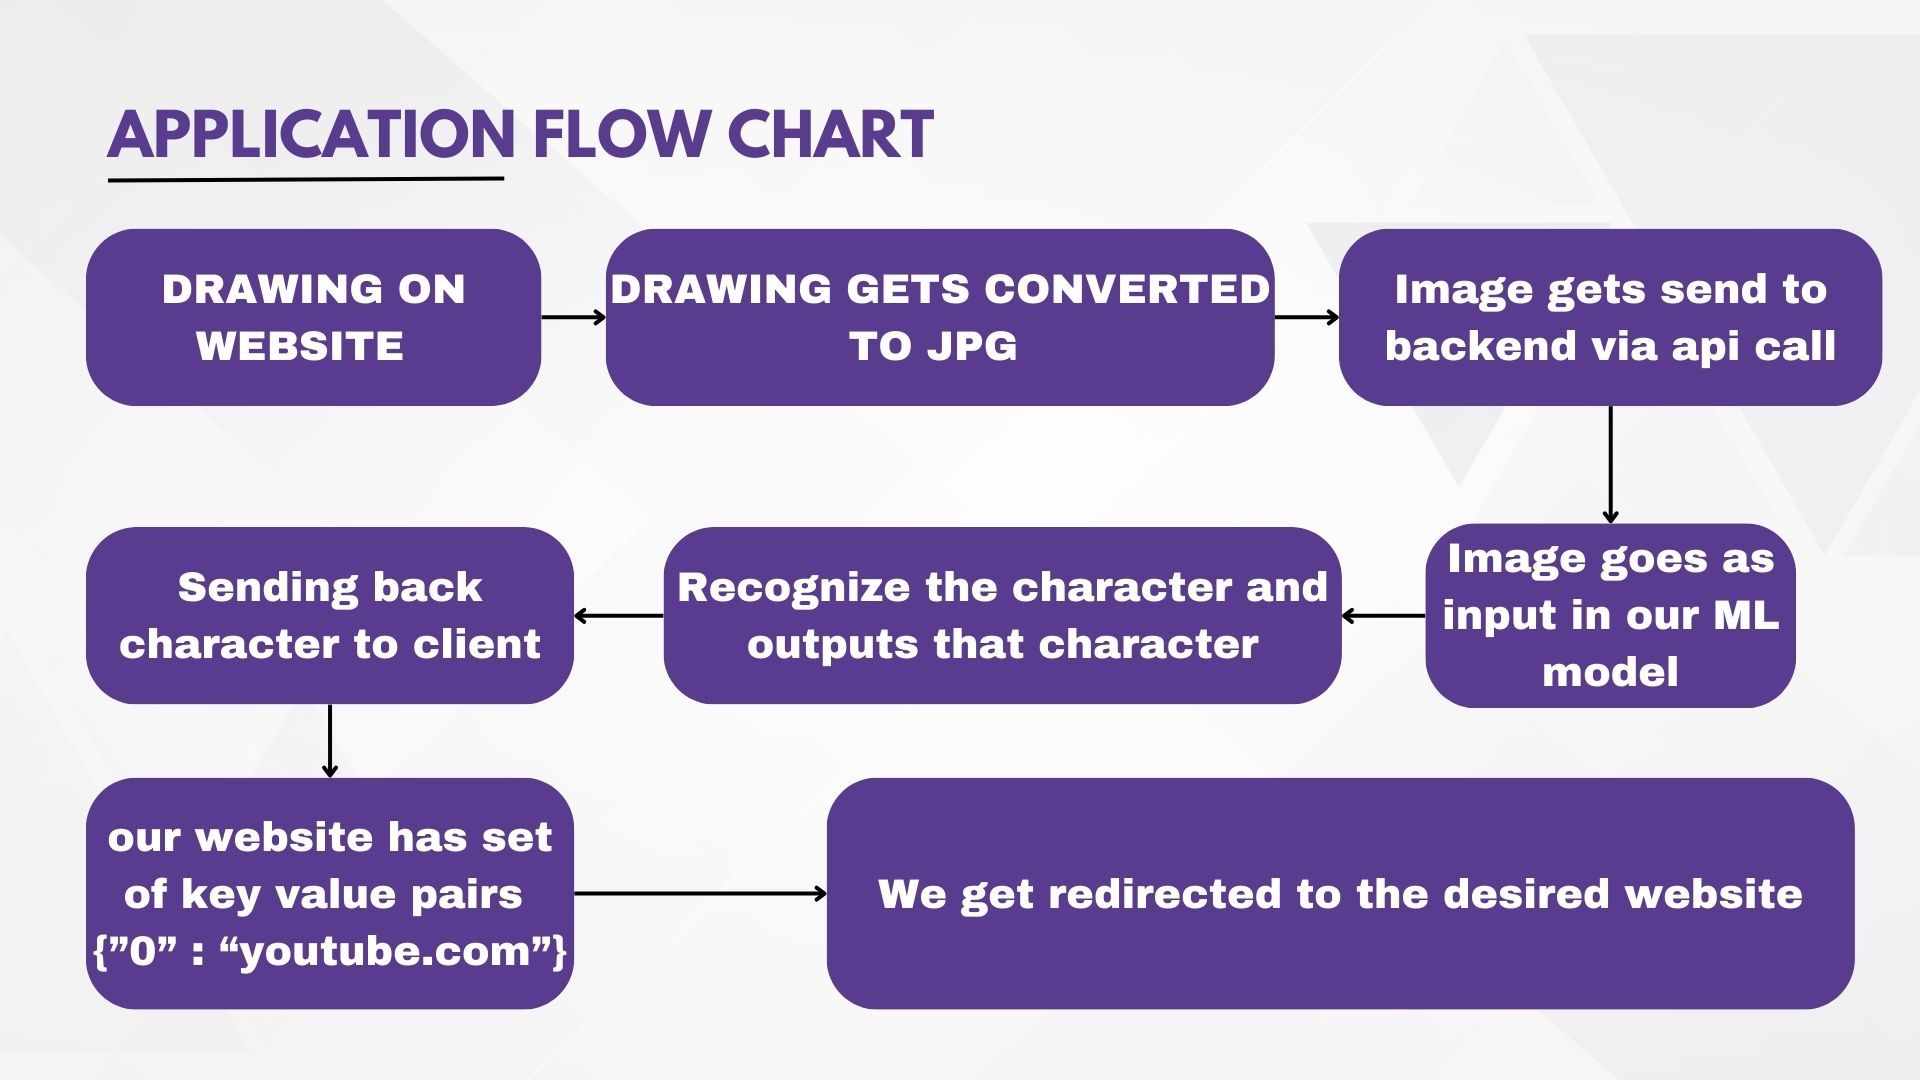 APPLICATION FLOW CHART
DRAWING ON
WEBSITE
DRAWING GETS CONVERTED
TO JPG
Image gets send to
backend via api call
Image goes as
input in our ML
model
Recognize the character and
outputs that character
Sending back
character to client
our website has set
of key value pairs
{”0” : “youtube.com”}
We get redirected to the desired website